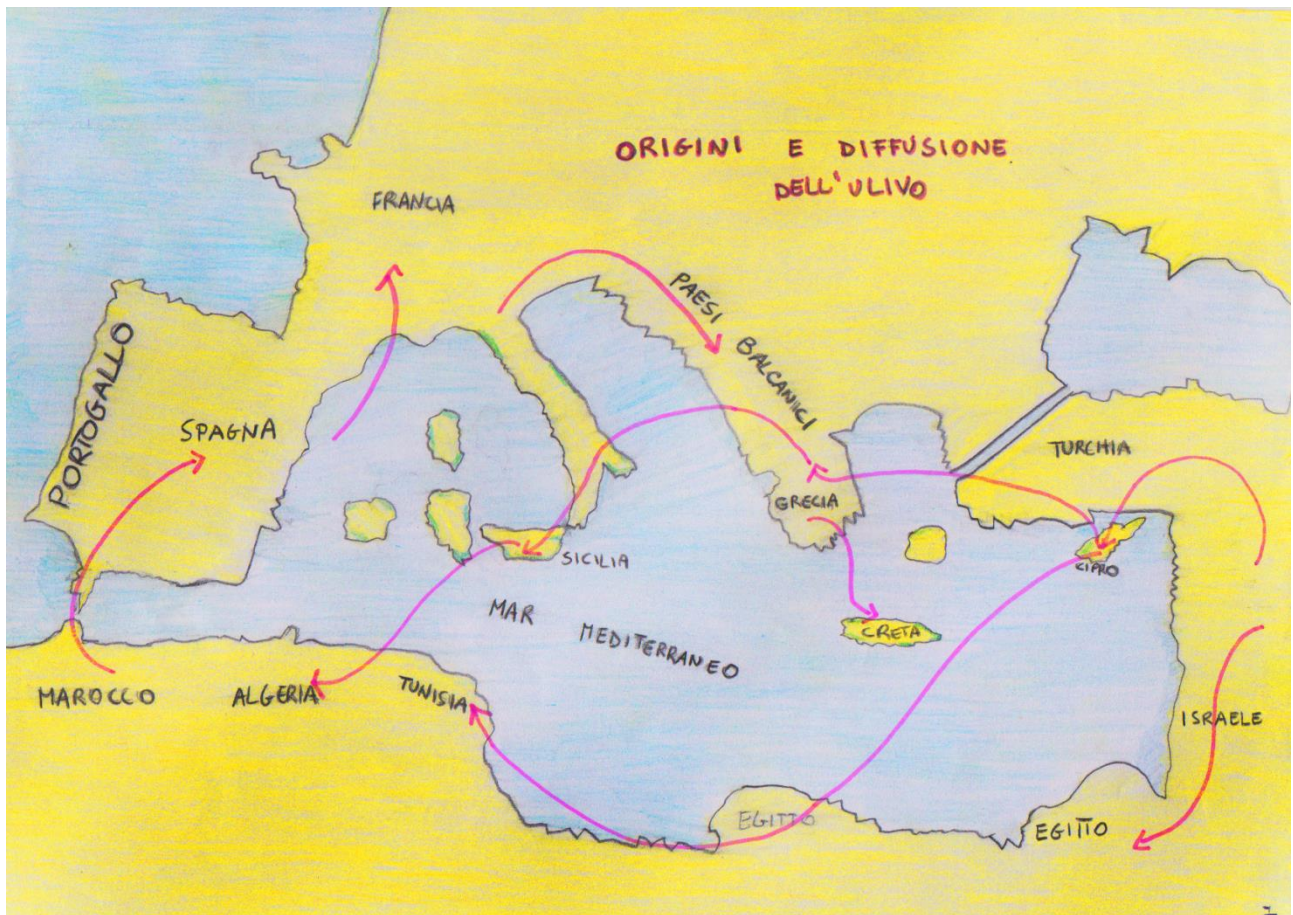 ORIGINI E DIFFUSIONE
DELL'ULIVO
FRANCIA
PAESI BALCANICI
PORTOGALLO
SPAGNA
TURCHIA
GRECIA
SICILIA
CIPRO
MAR MEDITERRANEO
CRETA
MAROCCO
ALGERIA
TUNISIA
ISRAELE
EGITTO
EGITTO